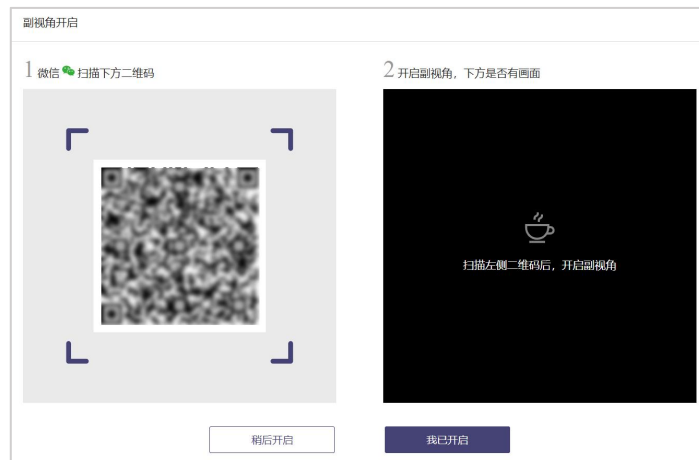 副视角开启
1 微信 扫描下方二维码
2 开启副视角，下方是否有画面
扫描左侧二维码后，开启副视角
稍后开启
我已开启